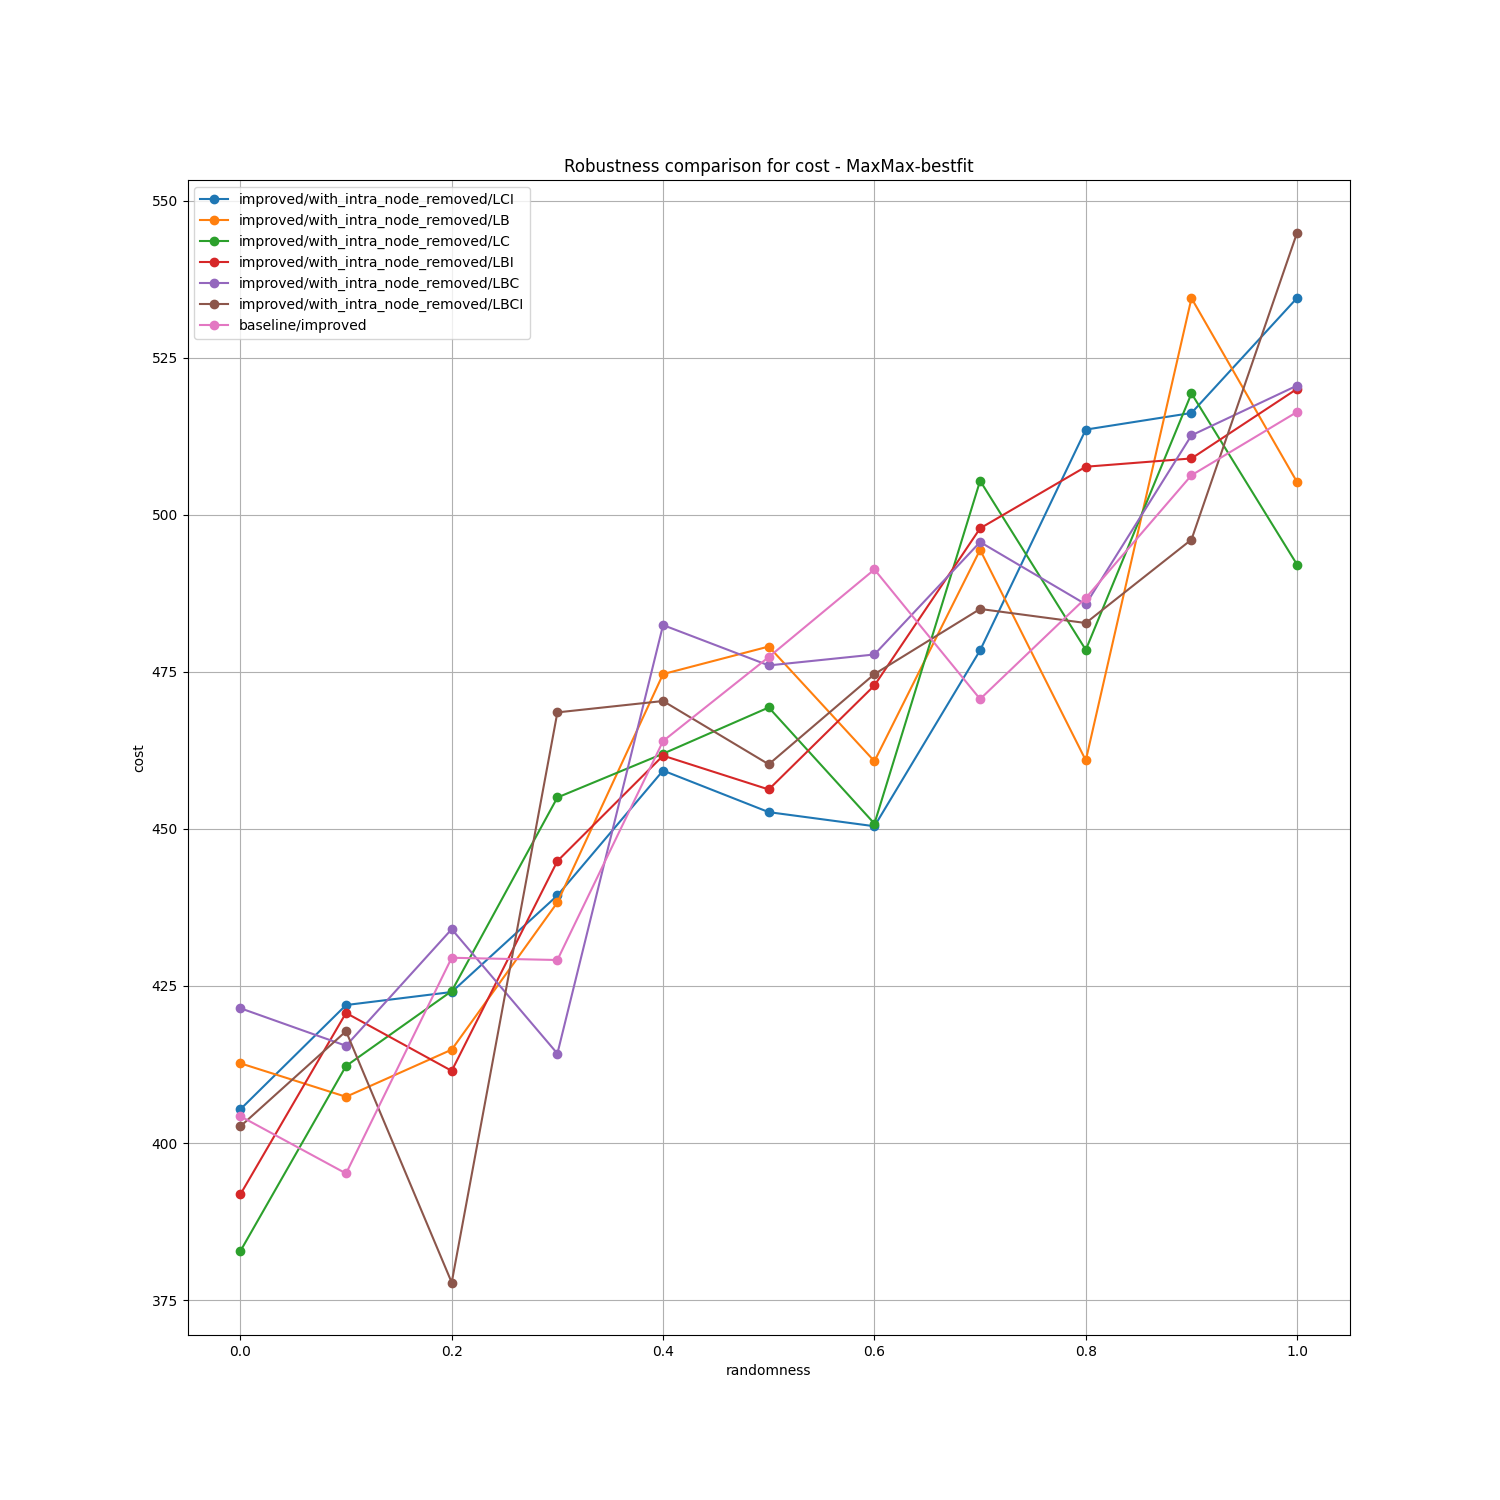 Robustness comparison for cost - MaxMax-bestfit
improved/with_intra_node_removed/LCI
improved/with_intra_node_removed/LB
improved/with_intra_node_removed/LC
improved/with_intra_node_removed/LBI
improved/with_intra_node_removed/LBC
improved/with_intra_node_removed/LBCI
baseline/improved
550
525
500
475
450
425
400
375
cost
0.0 0.2 0.4 0.6 0.8 1.0
randomness